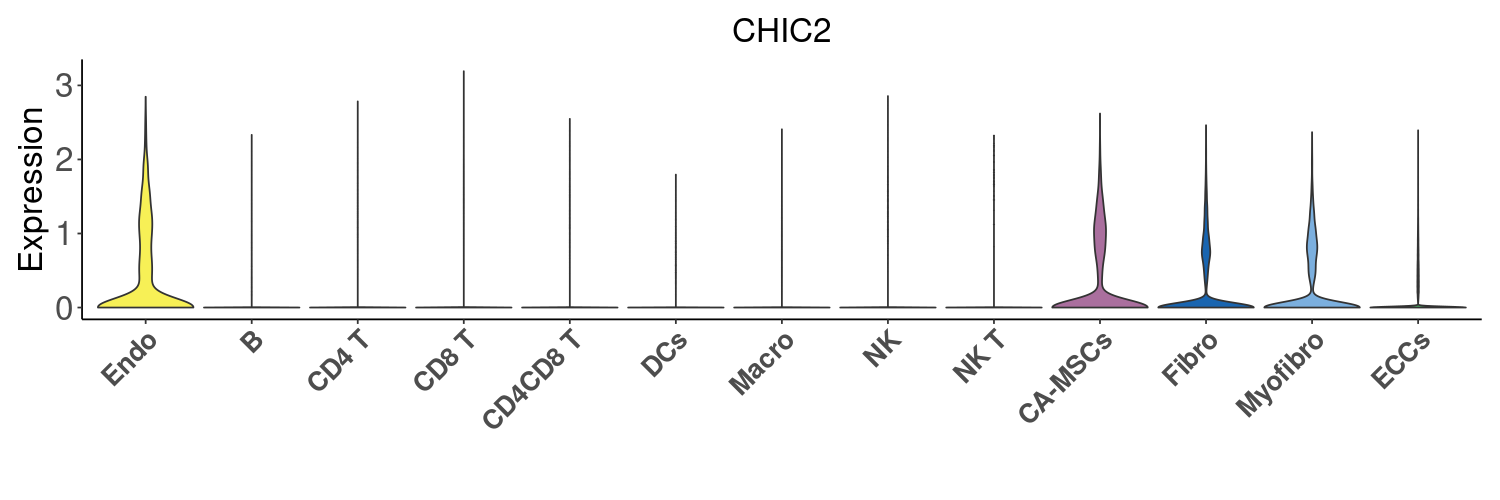 CHIC2
Expression
3
2
1
0
Endo
B
CD4 T
CD8 T
CD4CD8 T
DCs
Macro
NK
NK T
CA-MSCs
Fibro
Myofibro
ECCs